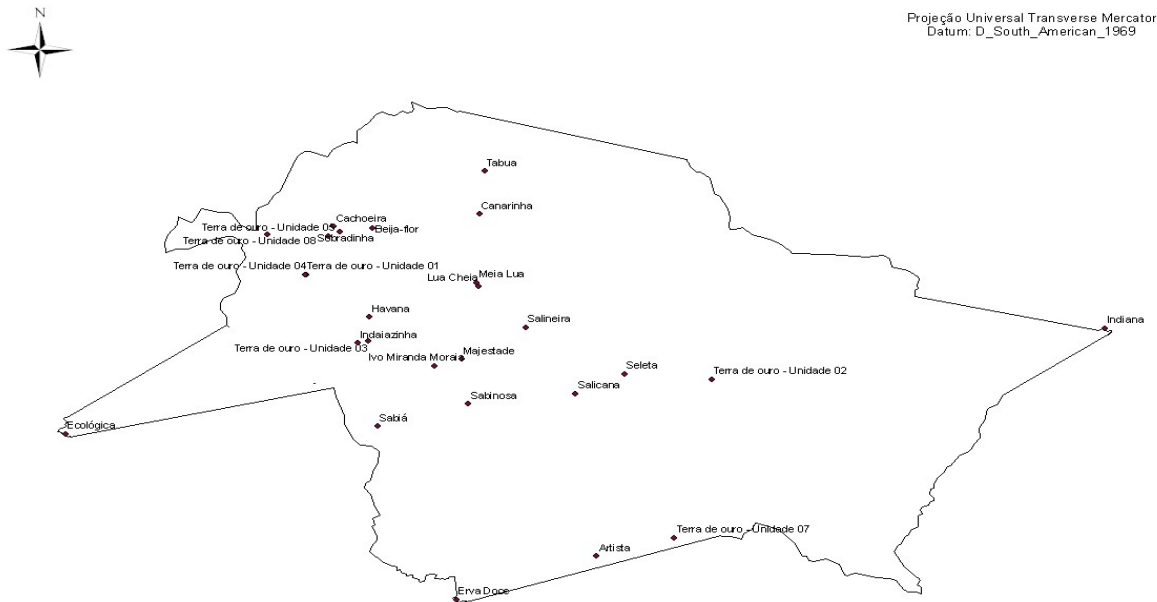 N
Projeção Universal Transverse Mercator
Datum: D_South_American_1969
Tabua
Canarinha
Cachoeira
Terra de ouro - Unidade 05
Beija-flor
Terra de ouro - Unidade 08
Sobradinha
Terra de ouro - Unidade 04
Terra de ouro - Unidade 01
Lua Cheia
Meia Lua
Havana
Salineira
Indiana
Indaiazinha
Terra de ouro - Unidade 03
Ivo Miranda Morais
Majestade
Seleta
Terra de ouro - Unidade 02
Salicana
Sabinosa
Sabiá
Ecológica
Terra de ouro - Unidade 07
Artista
Erva Doce